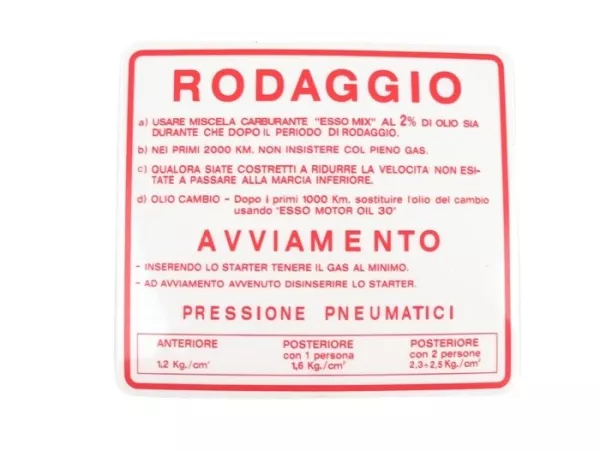 RODAGGIO
a) USARE MISCELA CARBURANTE "ESSO MIX" AL 2% DI OLIO SIA
DURANTE CHE DOPO IL PERIODO DI RODAGGIO.
b) NEI PRIMI 2000 KM. NON INSISTERE COL PIENO GAS.
c) QUALORA SIATE COSTRETTI A RIDURRE LA VELOCITA' NON ESI-
TATE A PASSARE ALLA MARCIA INFERIORE.
d) OLIO CAMBIO - Dopo i primi 1000 Km. sostituire l'olio del cambio
usando "ESSO MOTOR OIL 30"
AVVIAMENTO
- INSERENDO LO STARTER TENERE IL GAS AL MINIMO.
- AD AVVIAMENTO AVVENUTO DISINSERIRE LO STARTER.
PRESSIONE PNEUMATICI
ANTERIORE
1,2 Kg./cm²
POSTERIORE
con 1 persona
1,6 Kg./cm²
POSTERIORE
con 2 persone
2,3÷2,5 Kg./cm²